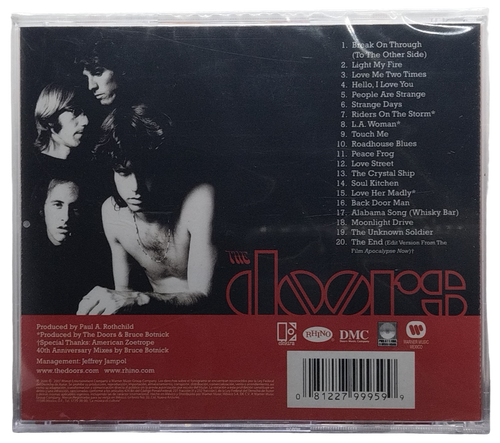 1. Break On Through
(To The Other Side)
2. Light My Fire
3. Love Me Two Times
4. Hello, I Love You
5. People Are Strange
6. Strange Days
7. Riders On The Storm*
8. L.A. Woman*
9. Touch Me
10. Roadhouse Blues
11. Peace Frog
12. Love Street
13. The Crystal Ship
14. Soul Kitchen
15. Love Her Madly*
16. Back Door Man
17. Alabama Song (Whisky Bar)
18. Moonlight Drive
19. The Unknown Soldier
20. The End (Edit Version From The
Film Apocalypse Now)†
THE
doors
Produced by Paul A. Rothchild
*Produced by The Doors & Bruce Botnick
†Special Thanks: American Zoetrope
40th Anniversary Mixes by Bruce Botnick
Management: Jeffrey Jampol
www.thedoors.com www.rhino.com
RHINO
DMC
WARNER MUSIC
MEXICO
0 81227 99959 9